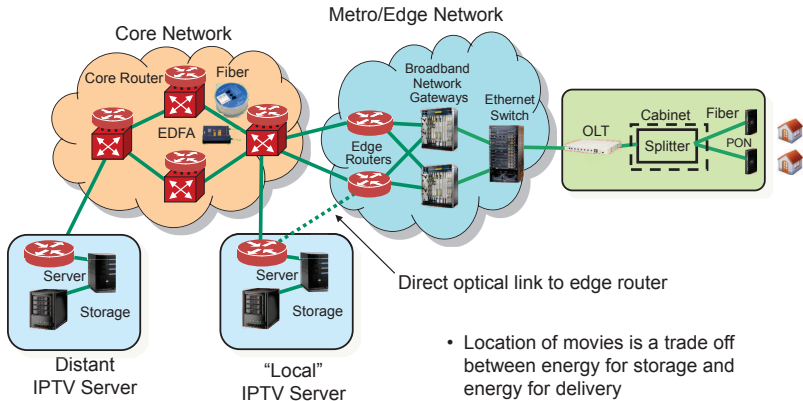 Metro/Edge Network
Core Network
Core Router
Fiber
EDFA
Broadband
Network
Gateways
Ethernet
Switch
Edge
Routers
OLT
Cabinet
Splitter
Fiber
PON
Server
Storage
Distant
IPTV Server
Server
Storage
"Local"
IPTV Server
Direct optical link to edge router
• Location of movies is a trade off
between energy for storage and
energy for delivery